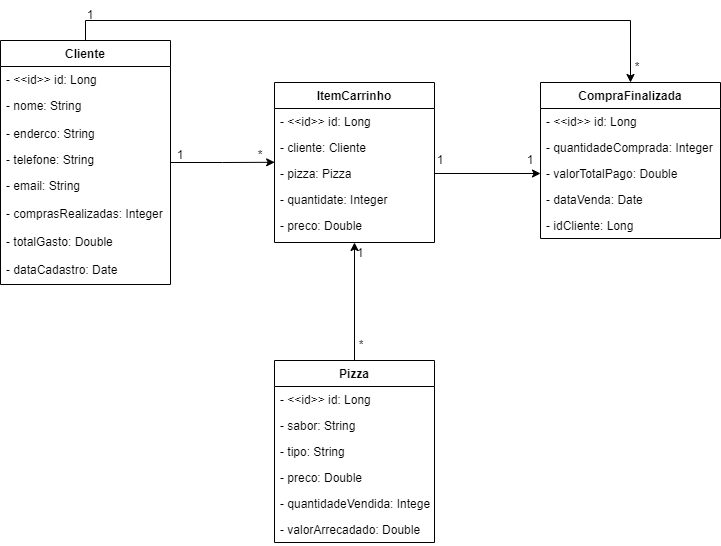 1
Cliente
- <<id>> id: Long
- nome: String
- enderco: String
- telefone: String
- email: String
- comprasRealizadas: Integer
- totalGasto: Double
- dataCadastro: Date
1
*
ItemCarrinho
- <<id>> id: Long
- cliente: Cliente
- pizza: Pizza
- quantidate: Integer
- preco: Double
1
1
*
CompraFinalizada
- <<id>> id: Long
- quantidadeComprada: Integer
- valorTotalPago: Double
- dataVenda: Date
- idCliente: Long
1
*
Pizza
- <<id>> id: Long
- sabor: String
- tipo: String
- preco: Double
- quantidadeVendida: Intege
- valorArrecadado: Double